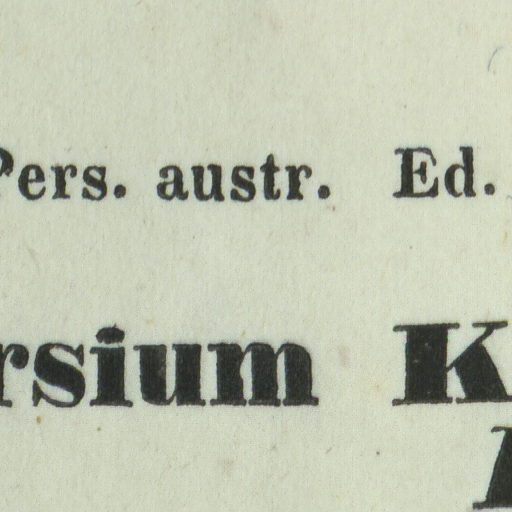 Pers. austr. Ed.
rsium K